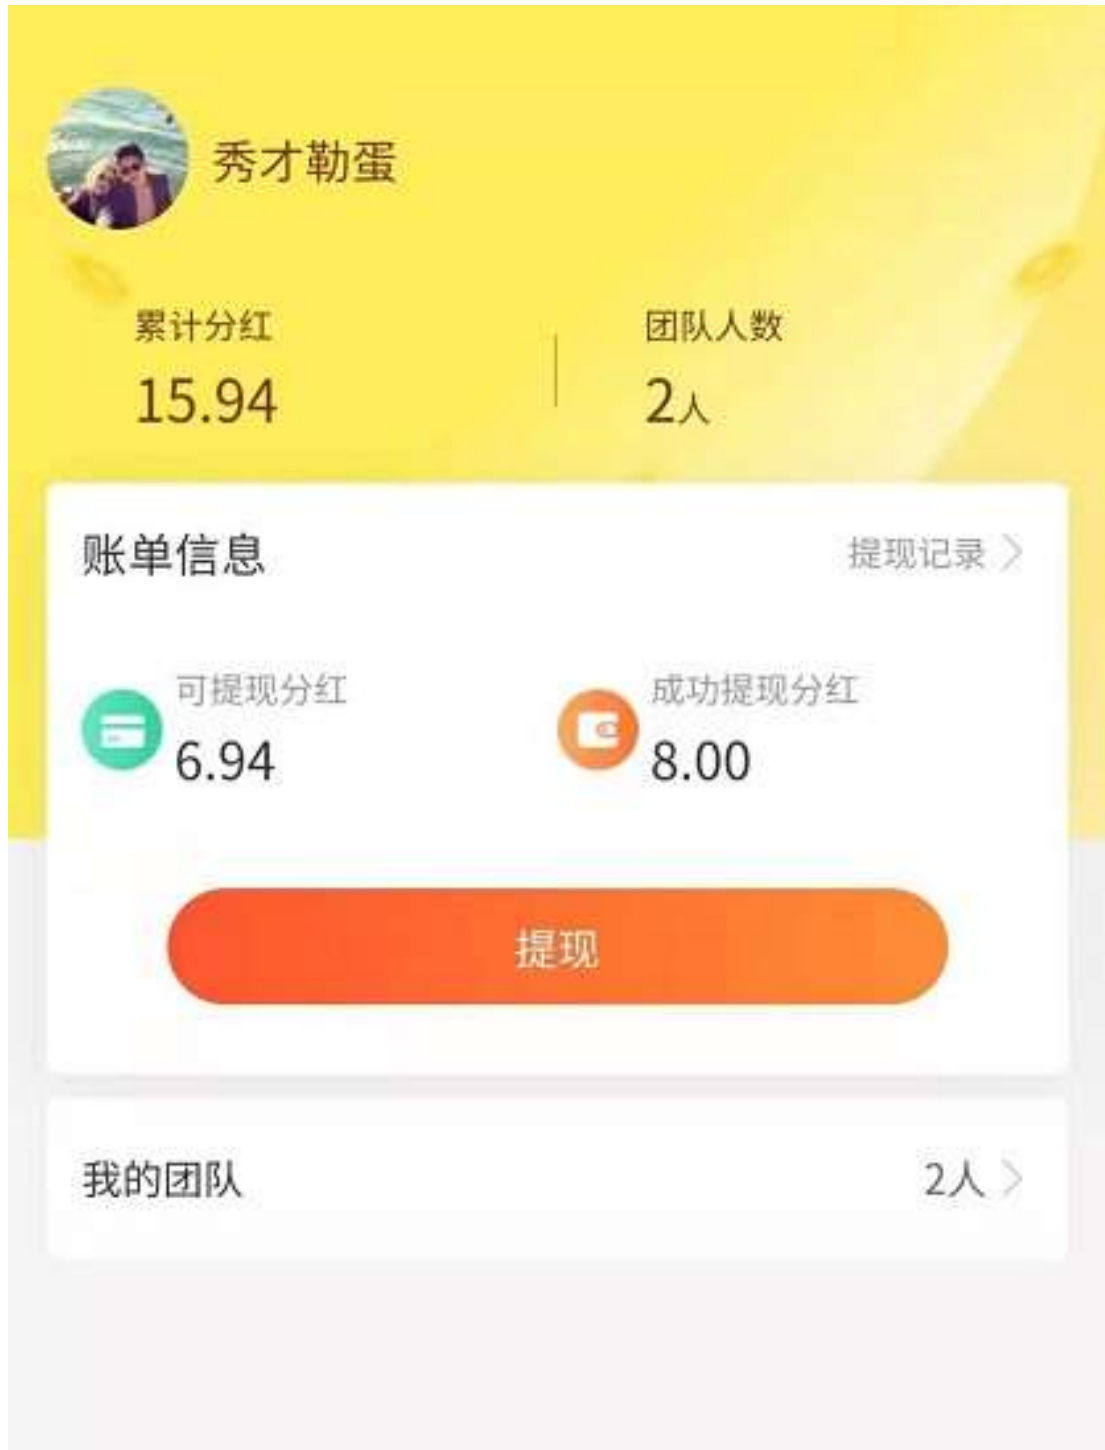 秀才勒蛋
累计分红
团队人数
15.94
2人
账单信息
提现记录
可提现分红
成功提现分红
6.94
8.00
提现
我的团队
2人